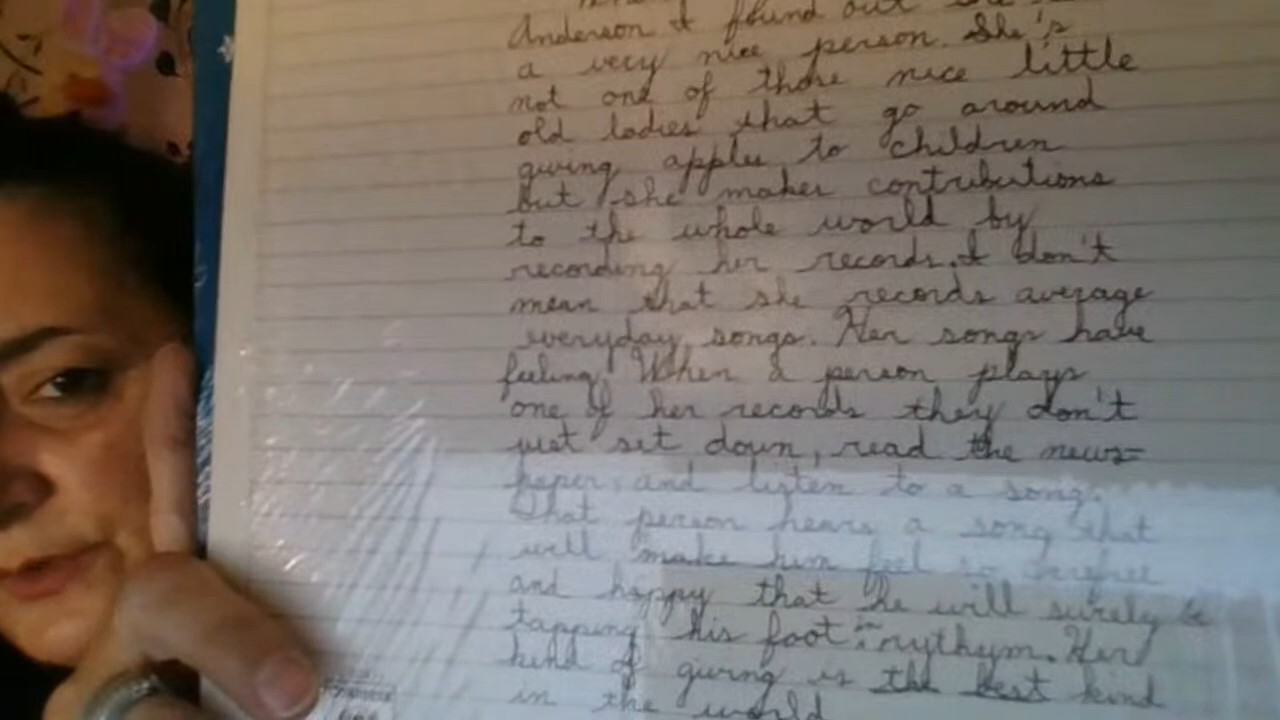 Anderson I found out
a very nice person. She's
not one of those nice little
old ladies that go around
giving apples to children
but she makes contributions
to the whole world by
recording her records. I don't
mean that she records average
everyday songs. Her songs have
feeling. When a person plays
one of her records they don't
just set down, read the news-
paper, and listen to a song.
That person hears a song that
will make him feel so
and happy that he will surely be
tapping his foot in rythym. Her
kind of giving is the best kind
in the world